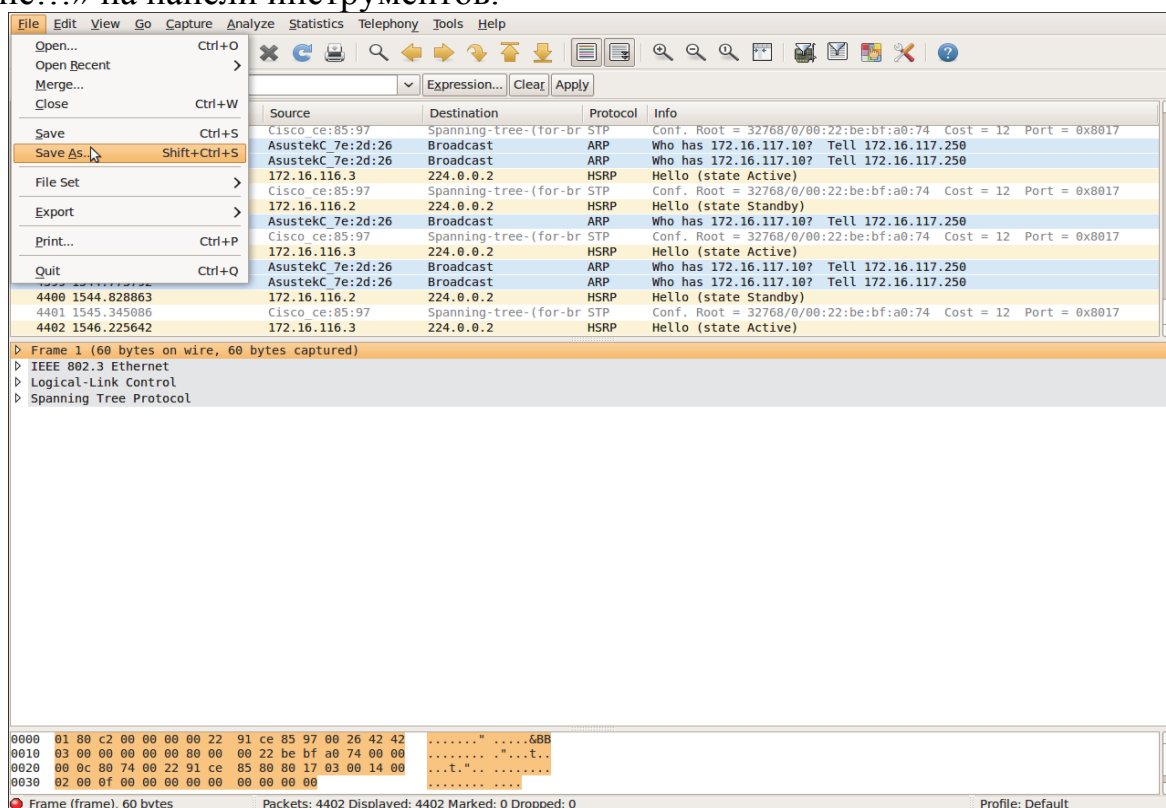 не…» на панели инструментов.
File Edit View Go Capture Analyze Statistics Telephony Tools Help
Open... Ctrl+O
Open Recent
Merge...
Close Ctrl+W
Save Ctrl+S
Save As... Shift+Ctrl+S
File Set
Export
Print... Ctrl+P
Quit Ctrl+Q
Expression... Clear Apply
Source Destination Protocol Info
Cisco_ce:85:97 Spanning-tree-(for-br STP Conf. Root = 32768/0/00:22:be:bf:a0:74 Cost = 12 Port = 0x8017
AsustekC_7e:2d:26 Broadcast ARP Who has 172.16.117.10? Tell 172.16.117.250
AsustekC_7e:2d:26 Broadcast ARP Who has 172.16.117.10? Tell 172.16.117.250
172.16.116.3 224.0.0.2 HSRP Hello (state Active)
Cisco_ce:85:97 Spanning-tree-(for-br STP Conf. Root = 32768/0/00:22:be:bf:a0:74 Cost = 12 Port = 0x8017
172.16.116.2 224.0.0.2 HSRP Hello (state Standby)
AsustekC_7e:2d:26 Broadcast ARP Who has 172.16.117.10? Tell 172.16.117.250
Cisco_ce:85:97 Spanning-tree-(for-br STP Conf. Root = 32768/0/00:22:be:bf:a0:74 Cost = 12 Port = 0x8017
172.16.116.3 224.0.0.2 HSRP Hello (state Active)
AsustekC_7e:2d:26 Broadcast ARP Who has 172.16.117.10? Tell 172.16.117.250
AsustekC_7e:2d:26 Broadcast ARP Who has 172.16.117.10? Tell 172.16.117.250
4400 1544.828863 172.16.116.2 224.0.0.2 HSRP Hello (state Standby)
4401 1545.345086 Cisco_ce:85:97 Spanning-tree-(for-br STP Conf. Root = 32768/0/00:22:be:bf:a0:74 Cost = 12 Port = 0x8017
4402 1546.225642 172.16.116.3 224.0.0.2 HSRP Hello (state Active)
Frame 1 (60 bytes on wire, 60 bytes captured)
IEEE 802.3 Ethernet
Logical-Link Control
Spanning Tree Protocol
0000 01 80 c2 00 00 00 00 22 91 ce 85 97 00 26 42 42 ......." .....&BB
0010 03 00 00 00 00 00 80 00 00 22 be bf a0 74 00 00 ........ ."...t..
0020 00 0c 80 74 00 22 91 ce 85 80 80 17 03 00 14 00 ...t.".. ........
0030 02 00 0f 00 00 00 00 00 00 00 00 00 ........ ....
Frame (frame), 60 bytes Packets: 4402 Displayed: 4402 Marked: 0 Dropped: 0 Profile: Default